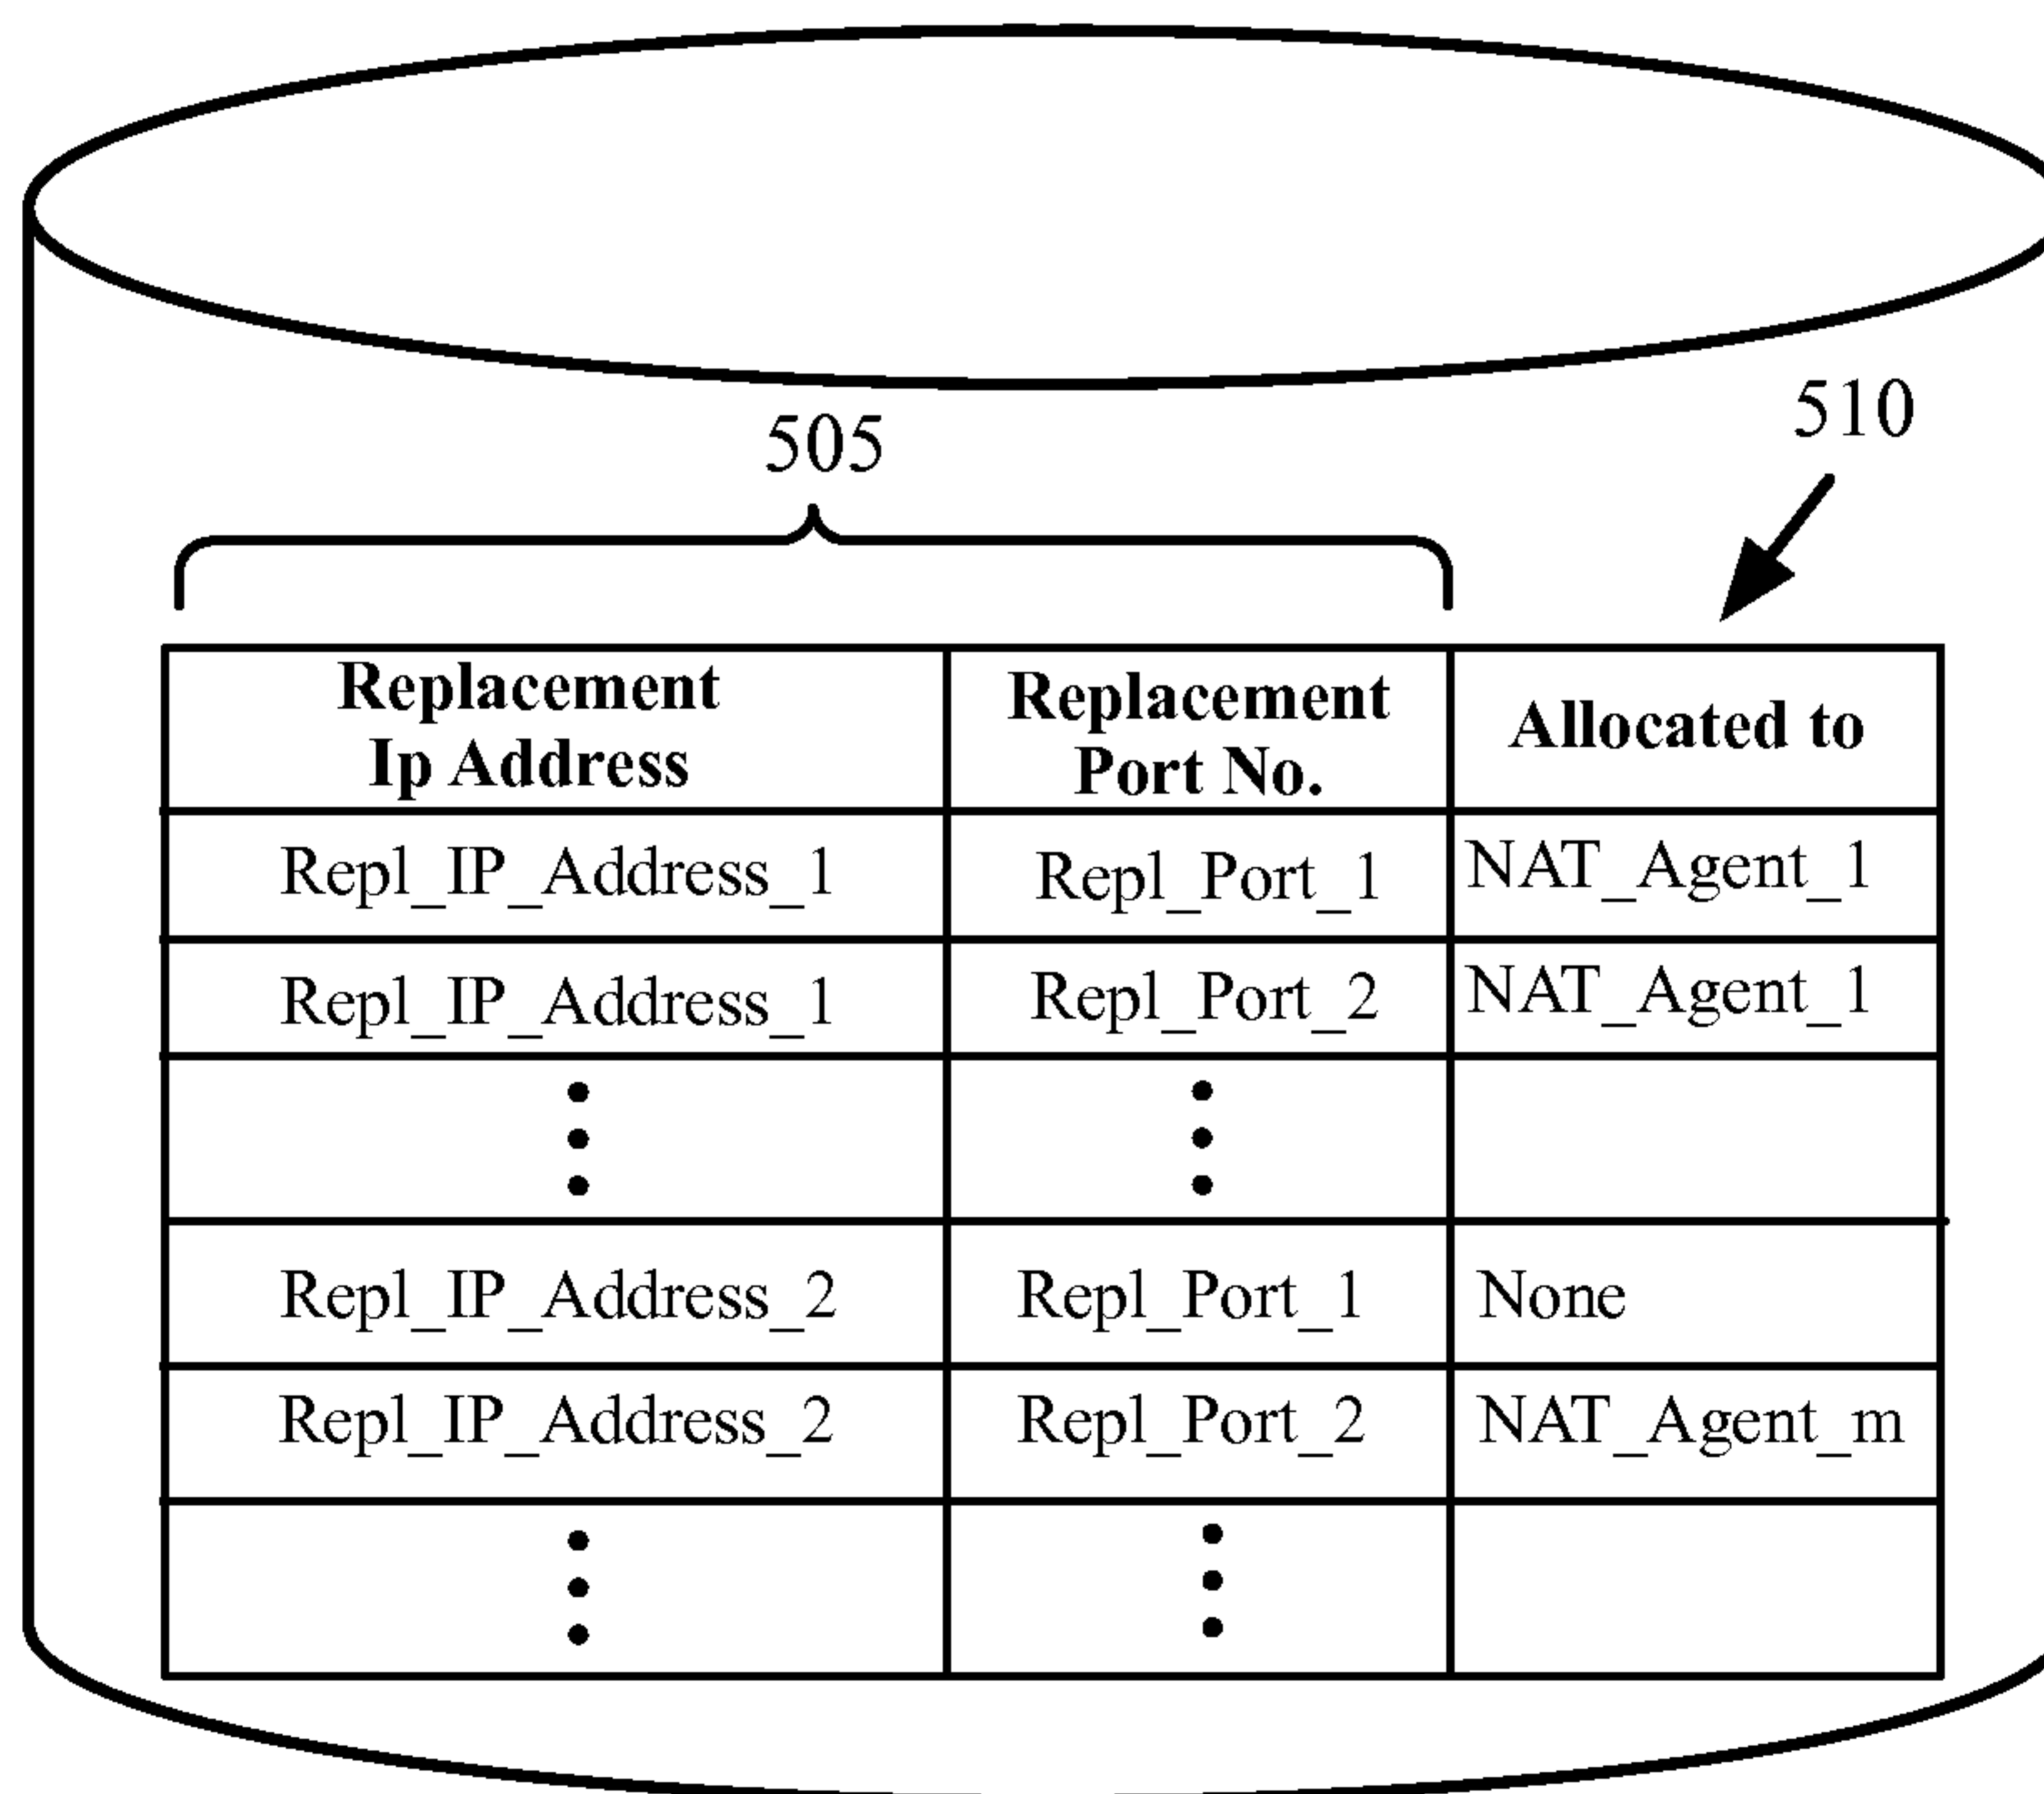 505
510
Replacement
Ip Address
Replacement
Port No.
Allocated to
Repl_IP_Address_1
Repl_Port_1
NAT_Agent_1
Repl_IP_Address_1
Repl_Port_2
NAT_Agent_1
Repl_IP_Address_2
Repl_Port_1
None
Repl_IP_Address_2
Repl_Port_2
NAT_Agent_m